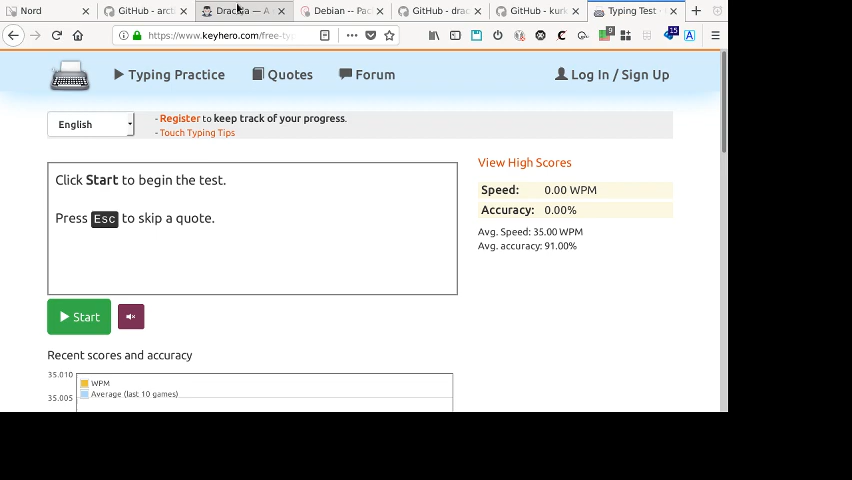 Nord
GitHub - arcti
Dracula — A
Debian -- Pac
GitHub - drac
GitHub - kurk
Typing Test
https://www.keyhero.com/free-ty
9
15
Typing Practice
Quotes
Forum
Log In / Sign Up
English
- Register to keep track of your progress.
- Touch Typing Tips
Click Start to begin the test.
Press Esc to skip a quote.
View High Scores
Speed: 0.00 WPM
Accuracy: 0.00%
Avg. Speed: 35.00 WPM
Avg. accuracy: 91.00%
Start
Recent scores and accuracy
35.010
WPM
Average (last 10 games)
35.005